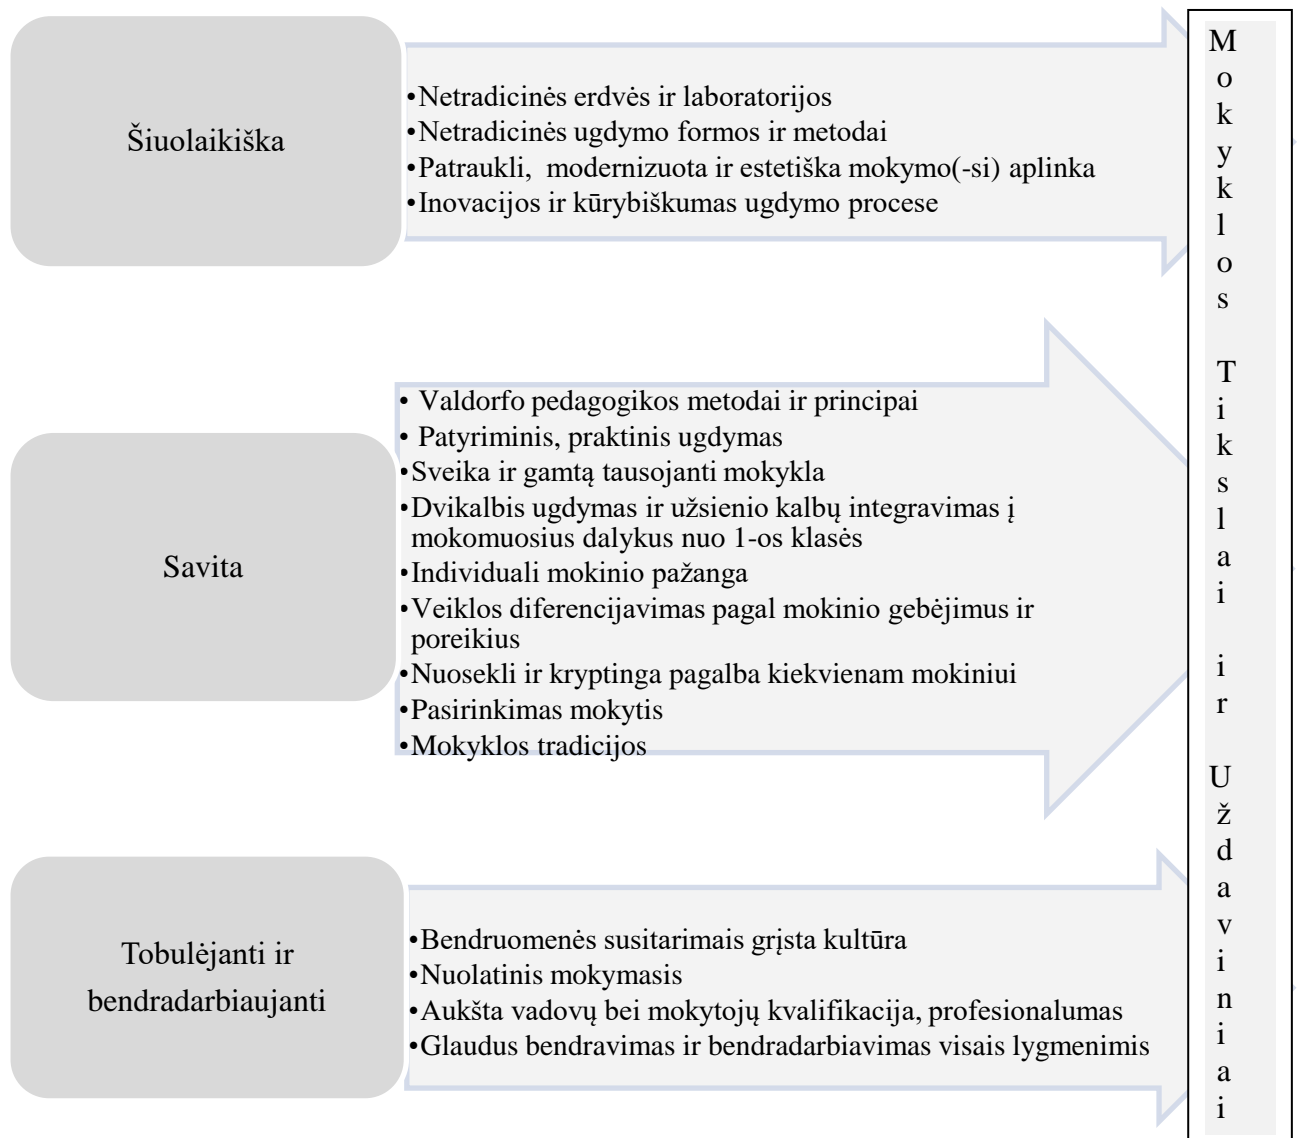 Šiuolaikiška
•Netradicinės erdvės ir laboratorijos
•Netradicinės ugdymo formos ir metodai
•Patraukli, modernizuota ir estetiška mokymo(-si) aplinka
•Inovacijos ir kūrybiškumas ugdymo procese
Savita
• Valdorfo pedagogikos metodai ir principai
• Patyriminis, praktinis ugdymas
•Sveika ir gamtą tausojanti mokykla
•Dvikalbis ugdymas ir užsienio kalbų integravimas į
mokomuosius dalykus nuo 1-os klasės
•Individuali mokinio pažanga
•Veiklos diferencijavimas pagal mokinio gebėjimus ir
poreikius
•Nuosekli ir kryptinga pagalba kiekvienam mokiniui
•Pasirinkimas mokytis
•Mokyklos tradicijos
Tobulėjanti ir
bendradarbiaujanti
•Bendruomenės susitarimais grįsta kultūra
•Nuolatinis mokymasis
•Aukšta vadovų bei mokytojų kvalifikacija, profesionalumas
•Glaudus bendravimas ir bendradarbiavimas visais lygmenimis
Mokyklos Tikslai ir Uždaviniai